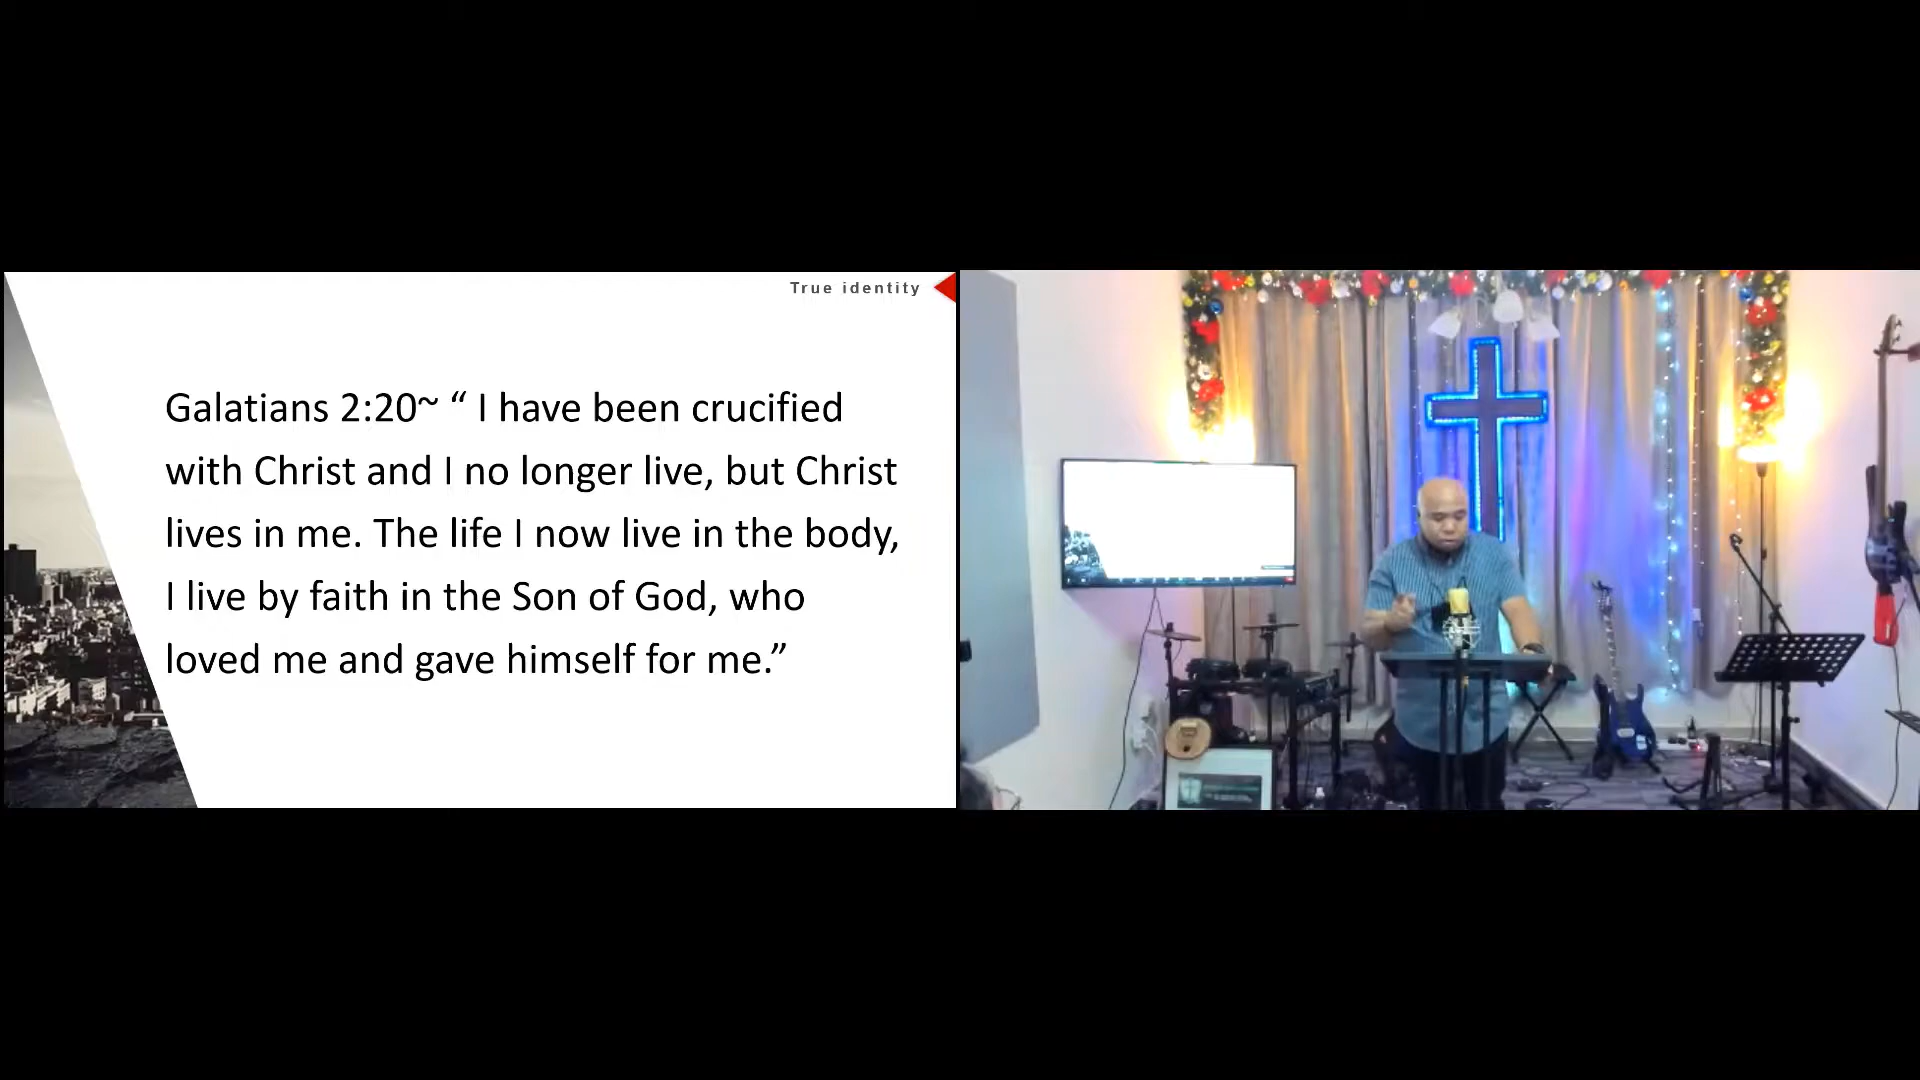 True identity
Galatians 2:20~ “ I have been crucified
with Christ and I no longer live, but Christ
lives in me. The life I now live in the body,
I live by faith in the Son of God, who
loved me and gave himself for me.”